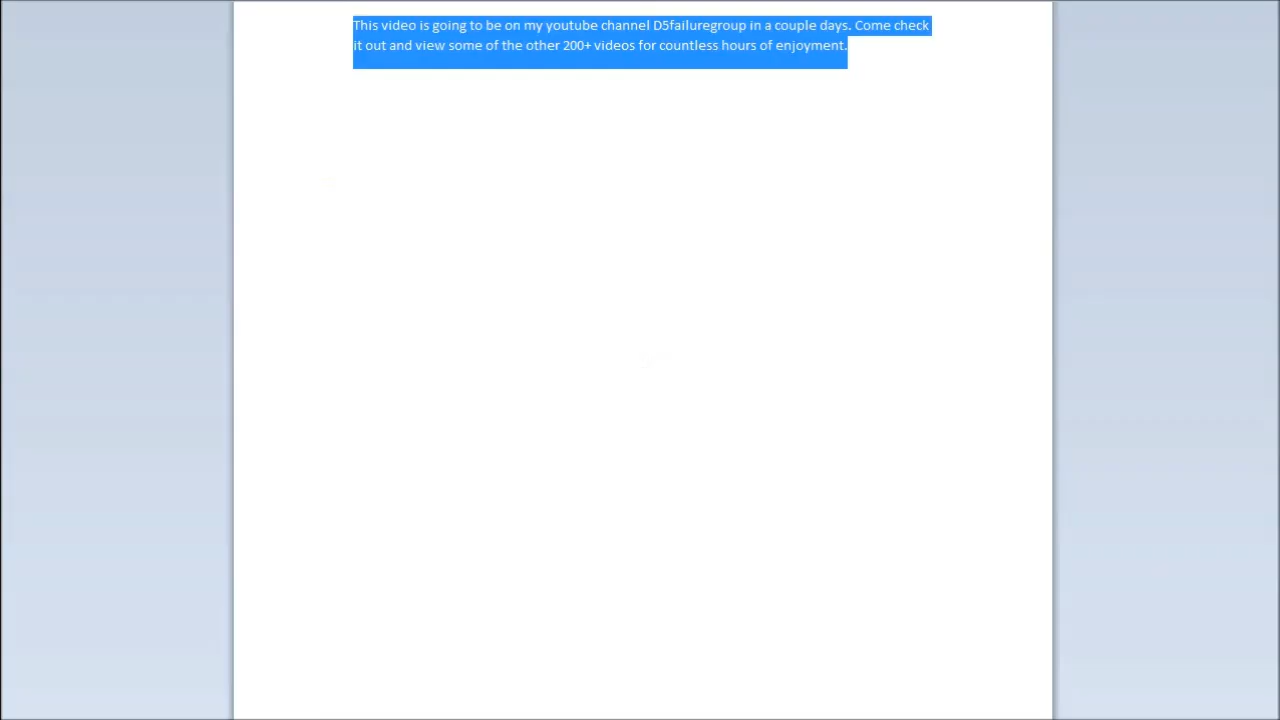 This video is going to be on my youtube channel D5failuregroup in a couple days. Come check
it out and view some of the other 200+ videos for countless hours of enjoyment.